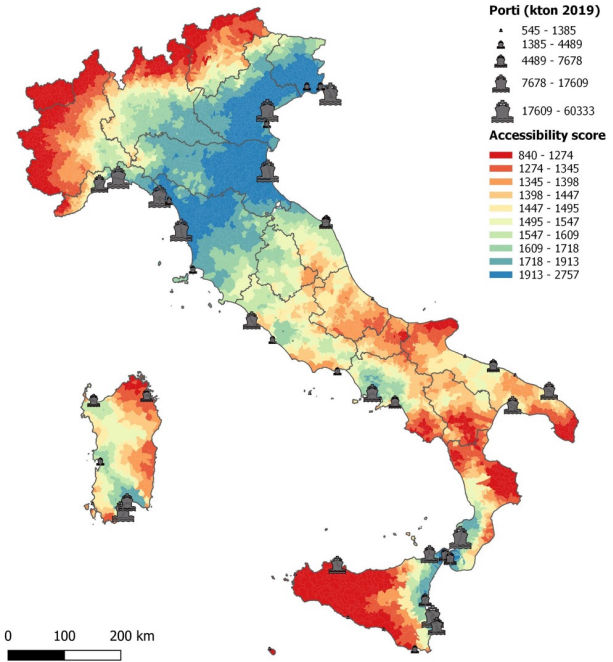 Porti (kton 2019)
545 - 1385
1385 - 4489
4489 - 7678
7678 - 17609
17609 - 60333
Accessibility score
840 - 1274
1274 - 1345
1345 - 1398
1398 - 1447
1447 - 1495
1495 - 1547
1547 - 1609
1609 - 1718
1718 - 1913
1913 - 2757
0 100 200 km